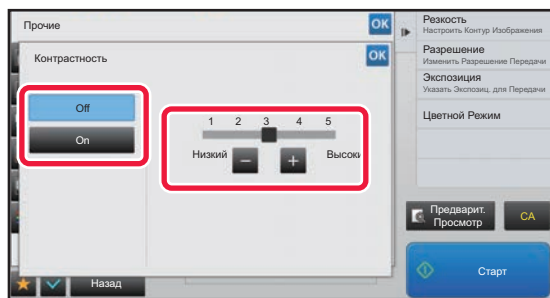 Прочие
OK
Контрастность
OK
Off
On
1 2 3 4 5
Низкий
Высоки
Назад
Резкость
Настроить Контур Изображения
Разрешение
Изменить Разрешение Передачи
Экспозиция
Указать Экспозиц. для Передачи
Цветной Режим
Предварит.
Просмотр
CA
Старт